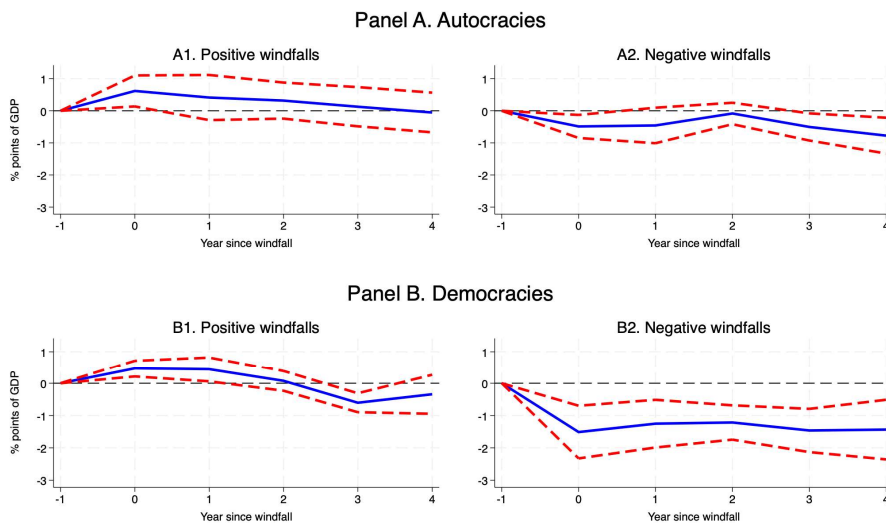 Panel A. Autocracies
A1. Positive windfalls
A2. Negative windfalls
1
0
-1
-2
-3
% points of GDP
-1 0 1 2 3 4
Year since windfall
1
0
-1
-2
-3
-1 0 1 2 3 4
Year since windfall
Panel B. Democracies
B1. Positive windfalls
B2. Negative windfalls
1
0
-1
-2
-3
% points of GDP
-1 0 1 2 3 4
Year since windfall
1
0
-1
-2
-3
-1 0 1 2 3 4
Year since windfall